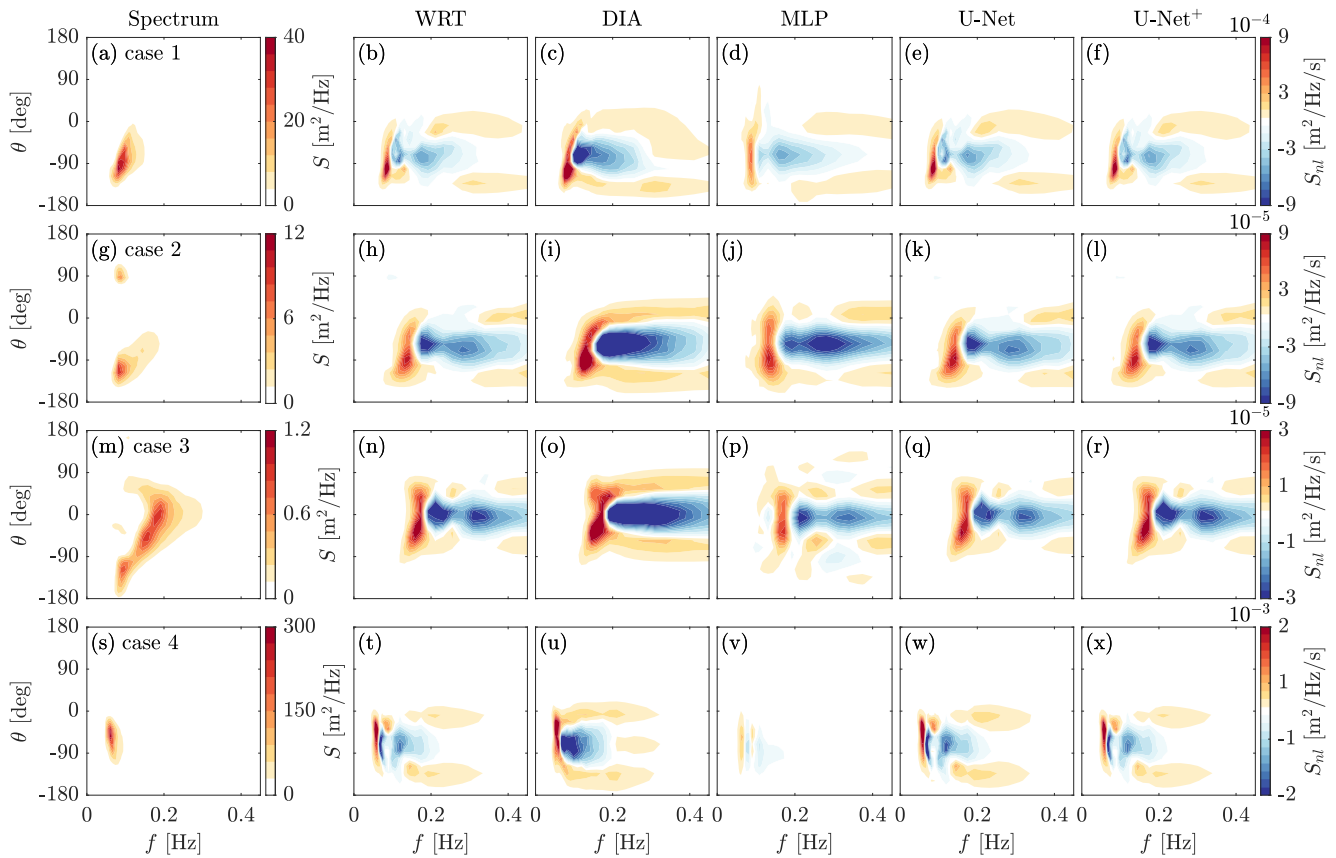 Spectrum WRT DIA MLP U-Net U-Net⁺
180 90 0 -90 -180
θ [deg]
(a) case 1
40 20 0
S [m²/Hz]
(b) (c) (d) (e) (f)
10⁻⁴
9 3 -3 -9
S_nl [m²/Hz/s]
180 90 0 -90 -180
θ [deg]
(g) case 2
12 6 0
S [m²/Hz]
(h) (i) (j) (k) (l)
10⁻⁵
9 3 -3 -9
S_nl [m²/Hz/s]
180 90 0 -90 -180
θ [deg]
(m) case 3
1.2 0.6 0
S [m²/Hz]
(n) (o) (p) (q) (r)
10⁻⁵
3 1 -1 -3
S_nl [m²/Hz/s]
180 90 0 -90 -180
θ [deg]
(s) case 4
300 150 0
S [m²/Hz]
(t) (u) (v) (w) (x)
10⁻³
2 1 -1 -2
S_nl [m²/Hz/s]
0 0.2 0.4 0 0.2 0.4 0 0.2 0.4 0 0.2 0.4 0 0.2 0.4 0 0.2 0.4
f [Hz] f [Hz] f [Hz] f [Hz] f [Hz] f [Hz]